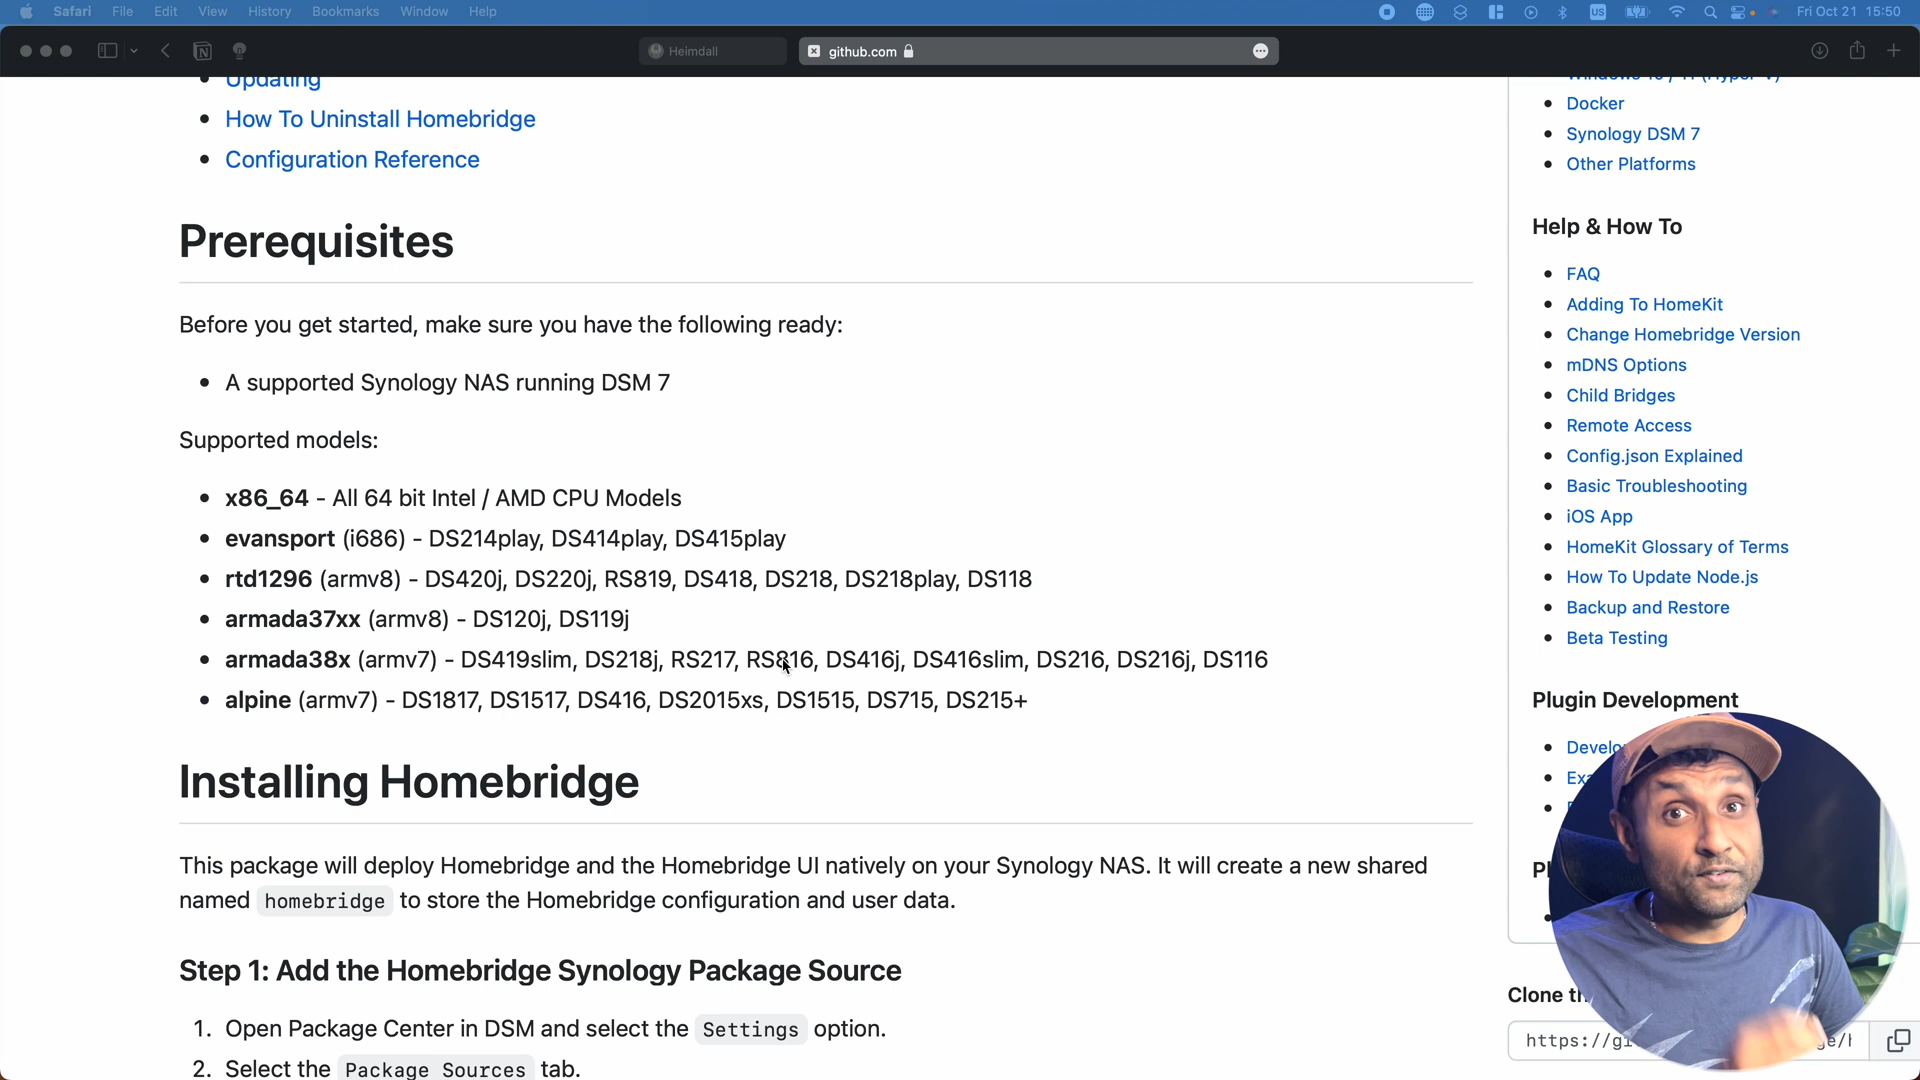 Safari File Edit View History Bookmarks Window Help
US
Fri Oct 21 15:50
Heimdall
github.com
Updating
How To Uninstall Homebridge
Configuration Reference
Prerequisites
Before you get started, make sure you have the following ready:
A supported Synology NAS running DSM 7
Supported models:
x86_64 - All 64 bit Intel / AMD CPU Models
evansport (i686) - DS214play, DS414play, DS415play
rtd1296 (armv8) - DS420j, DS220j, RS819, DS418, DS218, DS218play, DS118
armada37xx (armv8) - DS120j, DS119j
armada38x (armv7) - DS419slim, DS218j, RS217, RS816, DS416j, DS416slim, DS216, DS216j, DS116
alpine (armv7) - DS1817, DS1517, DS416, DS2015xs, DS1515, DS715, DS215+
Installing Homebridge
This package will deploy Homebridge and the Homebridge UI natively on your Synology NAS. It will create a new shared
named homebridge to store the Homebridge configuration and user data.
Step 1: Add the Homebridge Synology Package Source
1. Open Package Center in DSM and select the Settings option.
2. Select the Package Sources tab.
Docker
Synology DSM 7
Other Platforms
Help & How To
FAQ
Adding To HomeKit
Change Homebridge Version
mDNS Options
Child Bridges
Remote Access
Config.json Explained
Basic Troubleshooting
iOS App
HomeKit Glossary of Terms
How To Update Node.js
Backup and Restore
Beta Testing
Plugin Development
Clone
https://gi